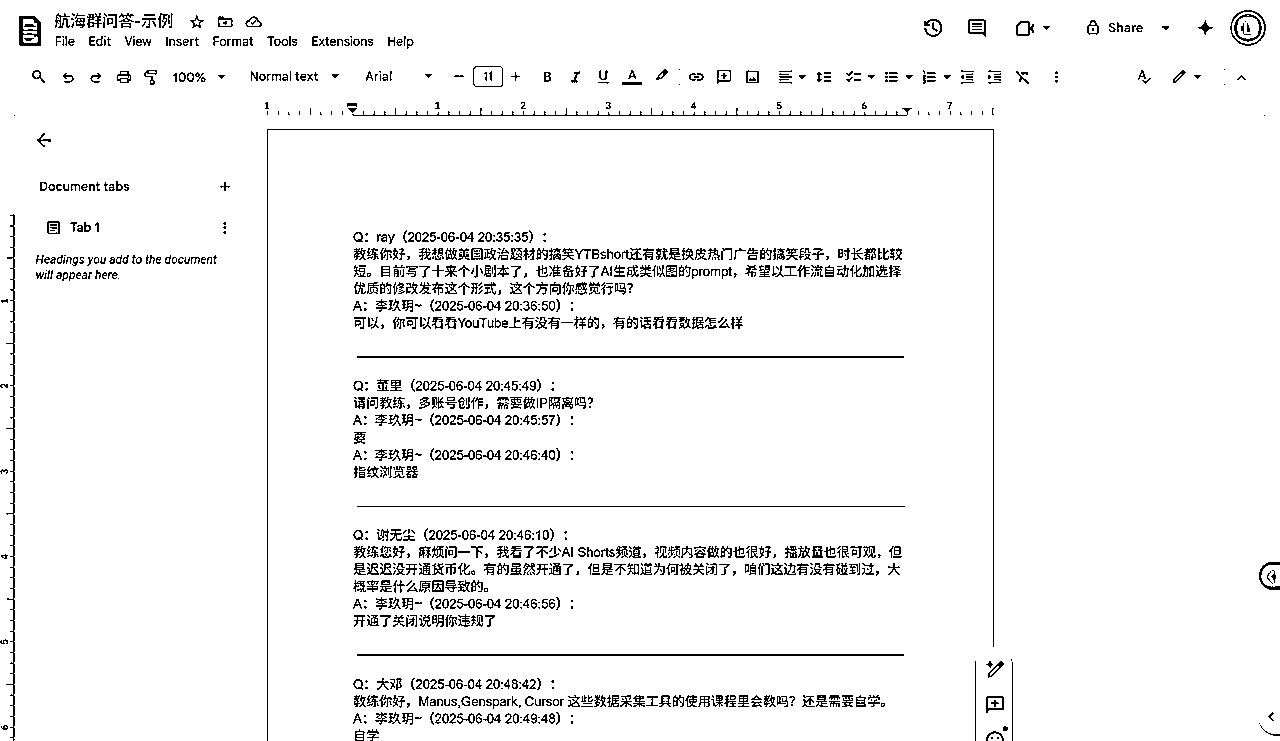 航海群问答-示例
File Edit View Insert Format Tools Extensions Help
Share
100% Normal text Arial 11 B I U A
1 1 2 3 4 5 6 7
Document tabs
Tab 1
Headings you add to the document
will appear here.
Q：ray（2025-06-04 20:35:35）：
教练你好，我想做英国政治题材的搞笑YTBshort还有就是换皮热门广告的搞笑段子，时长都比较
短。目前写了十来个小剧本了，也准备好了AI生成类似图的prompt，希望以工作流自动化加选择
优质的修改发布这个形式，这个方向你感觉行吗？
A：李玖玥~（2025-06-04 20:36:50）：
可以，你可以看看YouTube上有没有一样的，有的话看看数据怎么样
Q：董里（2025-06-04 20:45:49）：
请问教练，多账号创作，需要做IP隔离吗？
A：李玖玥~（2025-06-04 20:45:57）：
要
A：李玖玥~（2025-06-04 20:46:40）：
指纹浏览器
Q：谢无尘（2025-06-04 20:46:10）：
教练您好，麻烦问一下，我看了不少AI Shorts频道，视频内容做的也很好，播放量也很可观，但
是迟迟没开通货币化。有的虽然开通了，但是不知道为何被关闭了，咱们这边有没有碰到过，大
概率是什么原因导致的。
A：李玖玥~（2025-06-04 20:46:56）：
开通了关闭说明你违规了
Q：大邓（2025-06-04 20:48:42）：
教练你好，Manus,Genspark, Cursor 这些数据采集工具的使用课程里会教吗？还是需要自学。
A：李玖玥~（2025-06-04 20:49:48）：
自学
1
2
3
4
5
6